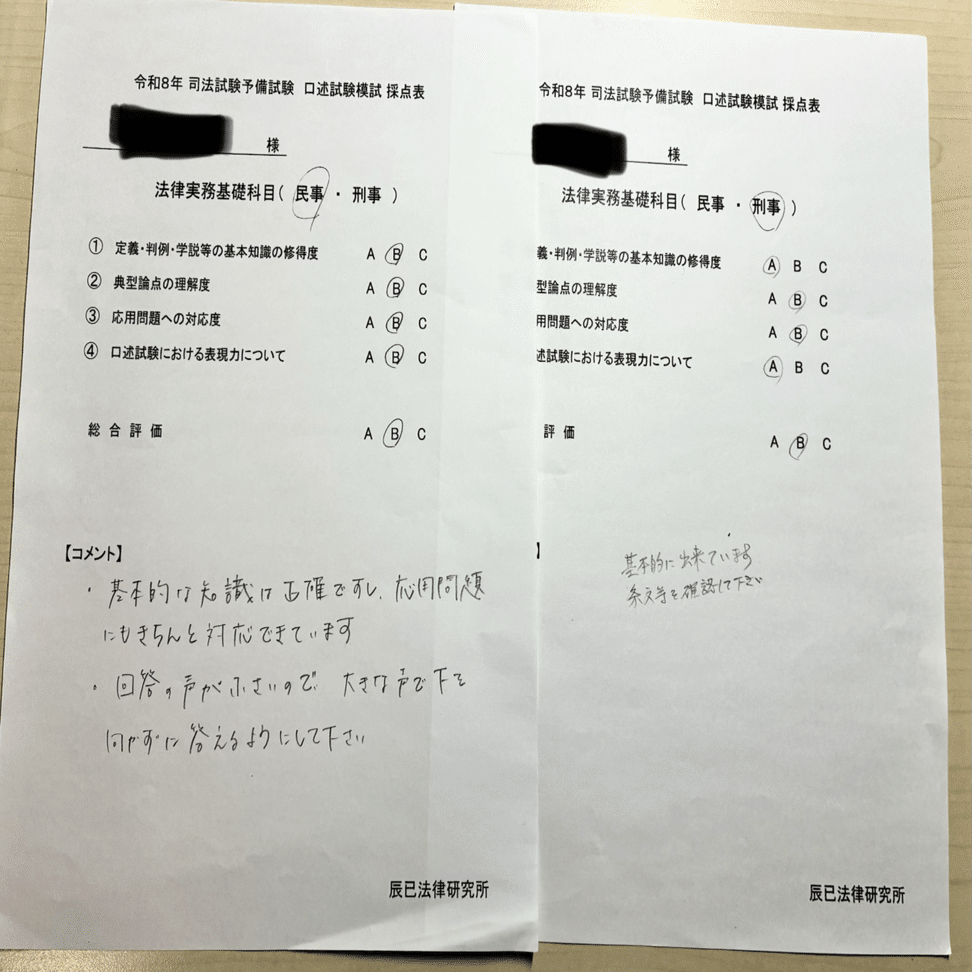 令和8年 司法試験予備試験 口述試験模試 採点表
様
法律実務基礎科目( 民事 ・ 刑事 )
① 定義・判例・学説等の基本知識の修得度 A B C
② 典型論点の理解度 A B C
③ 応用問題への対応度 A B C
④ 口述試験における表現力について A B C
総合評価 A B C
【コメント】
・基本的な知識は正確ですし、応用問題
にもきちんと対応できています
・回答の声が小さいので、大きな声で下を
向かずに答えるようにして下さい
辰已法律研究所
令和8年 司法試験予備試験 口述試験模試 採点表
様
法律実務基礎科目( 民事 ・ 刑事 )
義・判例・学説等の基本知識の修得度 A B C
型論点の理解度 A B C
用問題への対応度 A B C
述試験における表現力について A B C
評価 A B C
】
基本的に出来ています
条文等を確認して下さい
辰已法律研究所